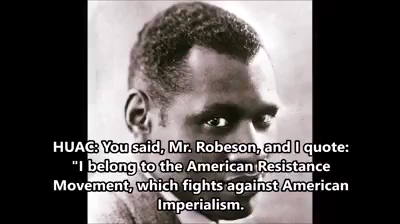 HUAC: You said, Mr. Robeson, and I quote:
"I belong to the American Resistance
Movement, which fights against American
Imperialism.